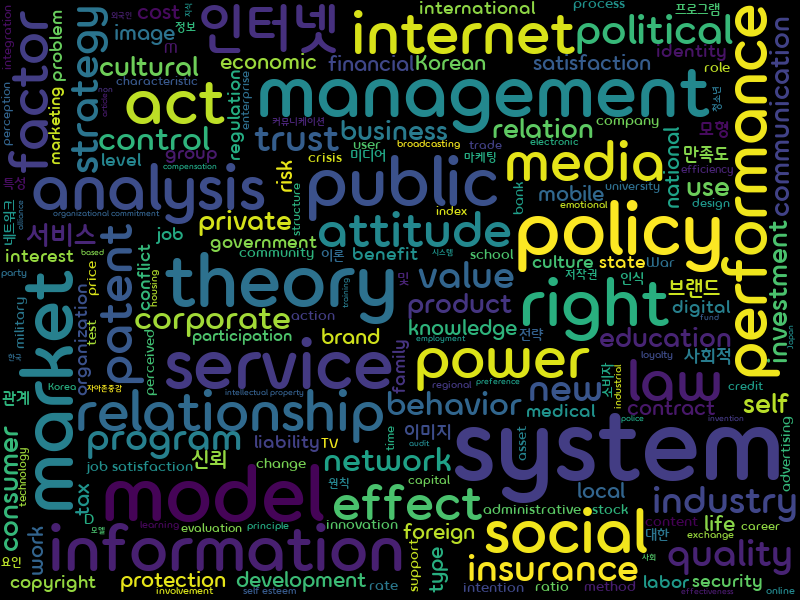 international
process
프로그램
외국인
지식
integration
factor
problem
strategy
cost
정보
image
m
인터넷
internet
political
performance
communication
identity
role
cultural
economic
financial
Korean
satisfaction
characteristic
non
article
act
regulation
enterprise
management
청소년
perception
marketing
커뮤니케이션
control
trust
business
user
broadcasting
trade
electronic
relation
company
national
모형
level
group
crisis
미디어
마케팅
media
만족도
efficiency
특성
compensation
risk
analysis
public
structure
index
bank
emotional
mobile
university
use
design
네트워크
alliance
organizational commitment
private
attitude
policy
서비스
job
government
interest
based
community
이론
benefit
school
culture
state
War
party
patent
conflict
housing
theory
training
및
시스템
value
저작권
인식
브랜드
investment
military
market
price
test
organization
corporate
action
product
right
digital
fund
Japan
participation
brand
knowledge
전략
education
사회적
한국
perceived
service
family
employment
power
loyalty
관계
Korea
자아존중감
intellectual property
regional
preference
new
소비자
industrial
law
credit
relationship
behavior
medical
contract
self
police
invention
consumer
technology
program
liability
TV
이미지
time
audit
asset
system
advertising
job satisfaction
신뢰
change
network
tax
D
model
원칙
capital
effect
administrative
stock
local
industry
모델
learning
evaluation
principle
innovation
foreign
social
content
life
career
대한
exchange
work
information
support
type
insurance
사회
quality
요인
copyright
protection
development
rate
intention
ratio
method
labor
security
involvement
self esteem
effectiveness
online